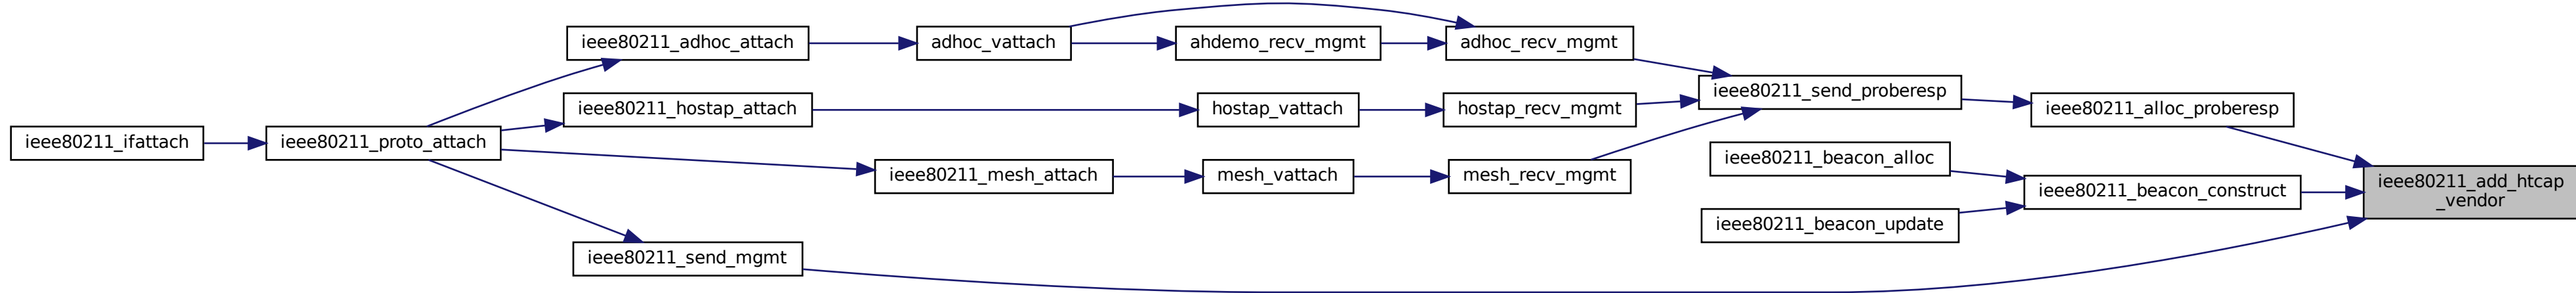 ieee80211_ifattach
ieee80211_proto_attach
ieee80211_adhoc_attach
adhoc_vattach
ahdemo_recv_mgmt
adhoc_recv_mgmt
ieee80211_hostap_attach
hostap_vattach
hostap_recv_mgmt
ieee80211_mesh_attach
mesh_vattach
mesh_recv_mgmt
ieee80211_send_mgmt
ieee80211_send_proberesp
ieee80211_alloc_proberesp
ieee80211_beacon_alloc
ieee80211_beacon_update
ieee80211_beacon_construct
ieee80211_add_htcap
_vendor